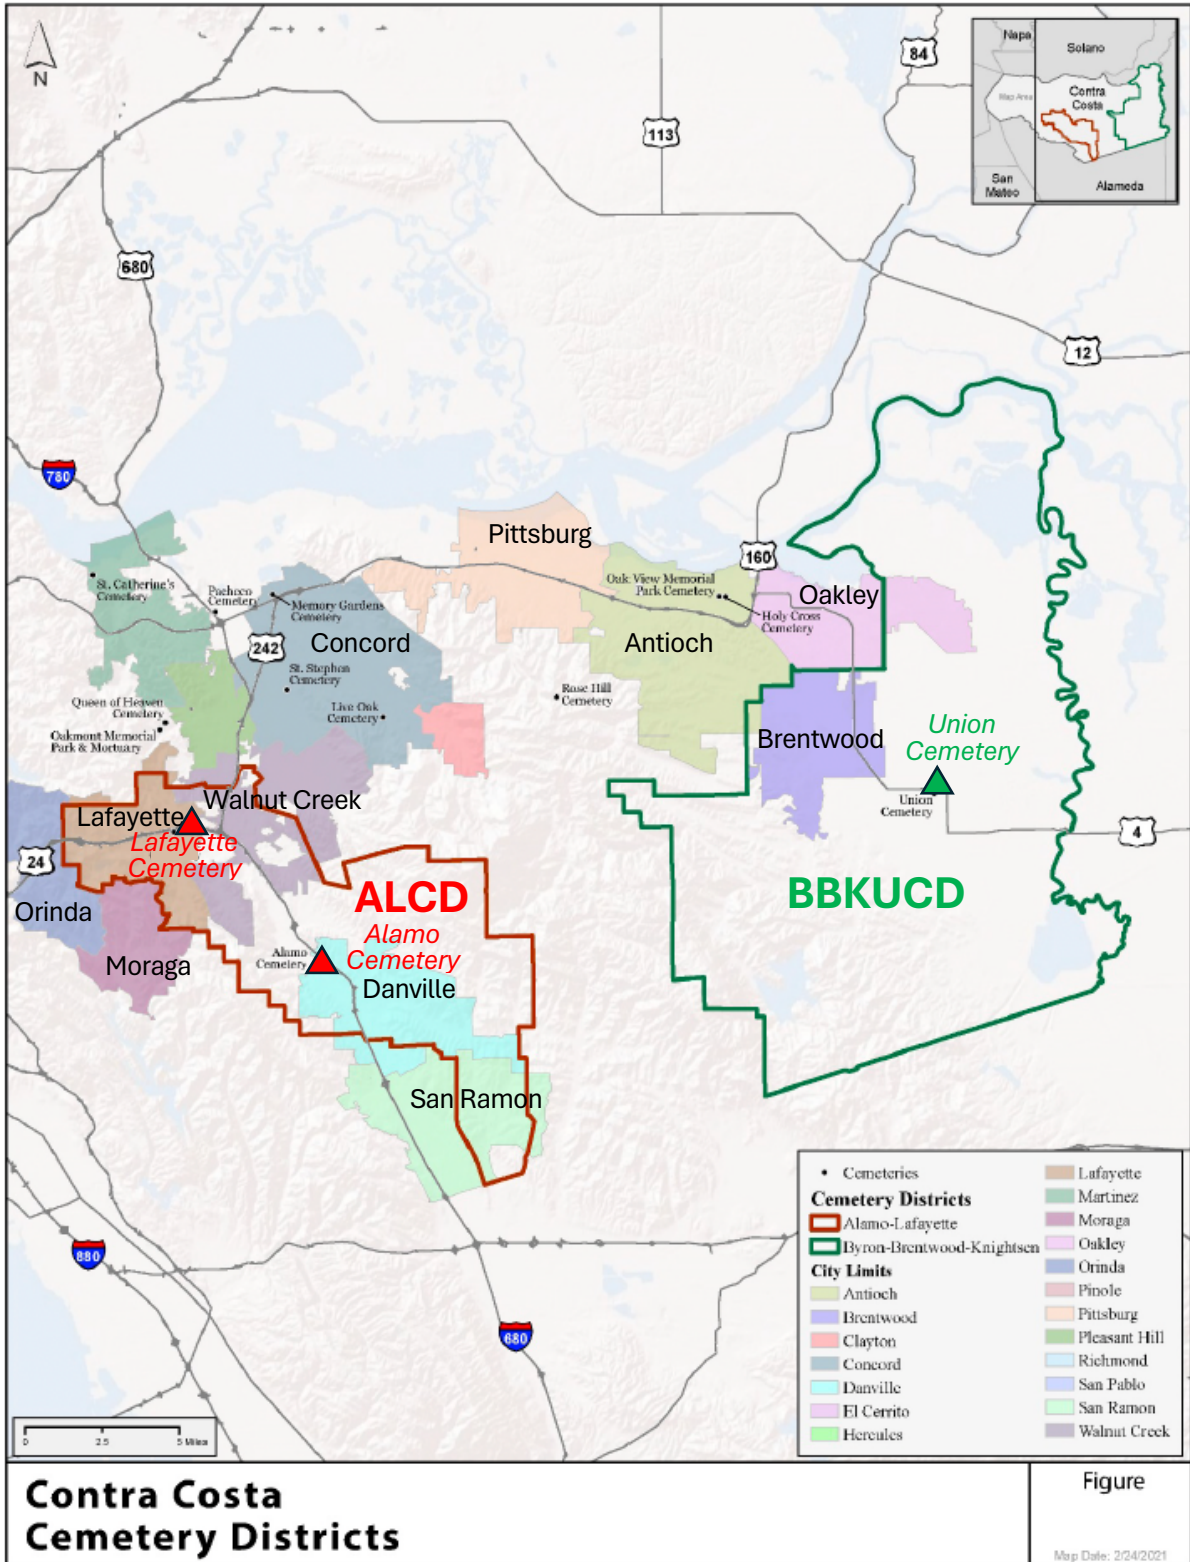 N
84
Napa
Solano
Map Area
Contra
Costa
San
Mateo
Alameda
113
680
12
780
Pittsburg
160
St. Catherine's
Cemetery
Pacheco
Cemetery
Memory Gardens
Cemetery
Oak View Memorial
Park Cemetery
Oakley
Holy Cross
Cemetery
242
Concord
Antioch
St. Stephen
Cemetery
Queen of Heaven
Cemetery
Live Oak
Cemetery
Rose Hill
Cemetery
Oakmont Memorial
Park & Mortuary
Brentwood
Union
Cemetery
Union
Cemetery
Walnut Creek
Lafayette
Lafayette
Cemetery
24
4
Orinda
ALCD
BBKUCD
Alamo
Cemetery
Alamo
Cemetery
Moraga
Danville
San Ramon
880
680
Cemeteries
Cemetery Districts
Alamo-Lafayette
Byron-Brentwood-Knightsen
City Limits
Antioch
Brentwood
Clayton
Concord
Danville
El Cerrito
Hercules
Lafayette
Martinez
Moraga
Oakley
Orinda
Pinole
Pittsburg
Pleasant Hill
Richmond
San Pablo
San Ramon
Walnut Creek
0 2.5 5 Miles
Contra Costa
Cemetery Districts
Figure
Map Date: 2/24/2021